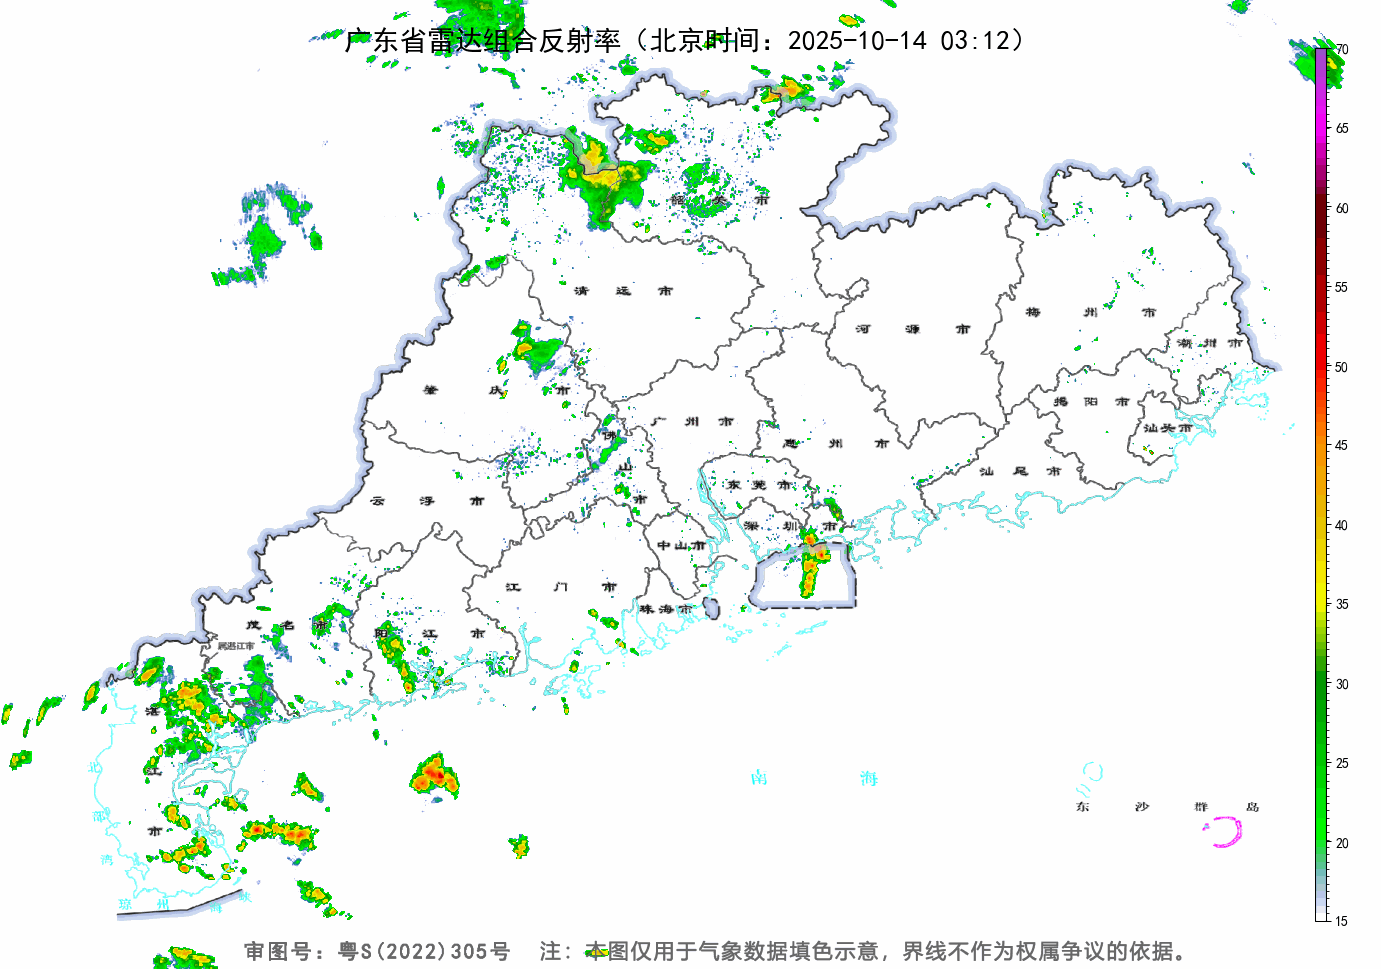 广东省雷达组合反射率（北京时间：2025-10-14 03:12）
70
65
60
55
50
45
40
35
30
25
20
15
韶 关 市
清 远 市
河 源 市
梅 州 市
潮 州 市
肇 庆 市
广 州 市
揭 阳 市
汕头市
佛山市
惠 州 市
汕 尾 市
云 浮 市
东 莞 市
深 圳 市
中山市
江 门 市
珠海市
茂 名 市
阳 江 市
属湛江市
湛江市
北部湾
南 海
东 沙 群 岛
琼 州 海 峡
审图号：粤S(2022)305号 注：本图仅用于气象数据填色示意，界线不作为权属争议的依据。